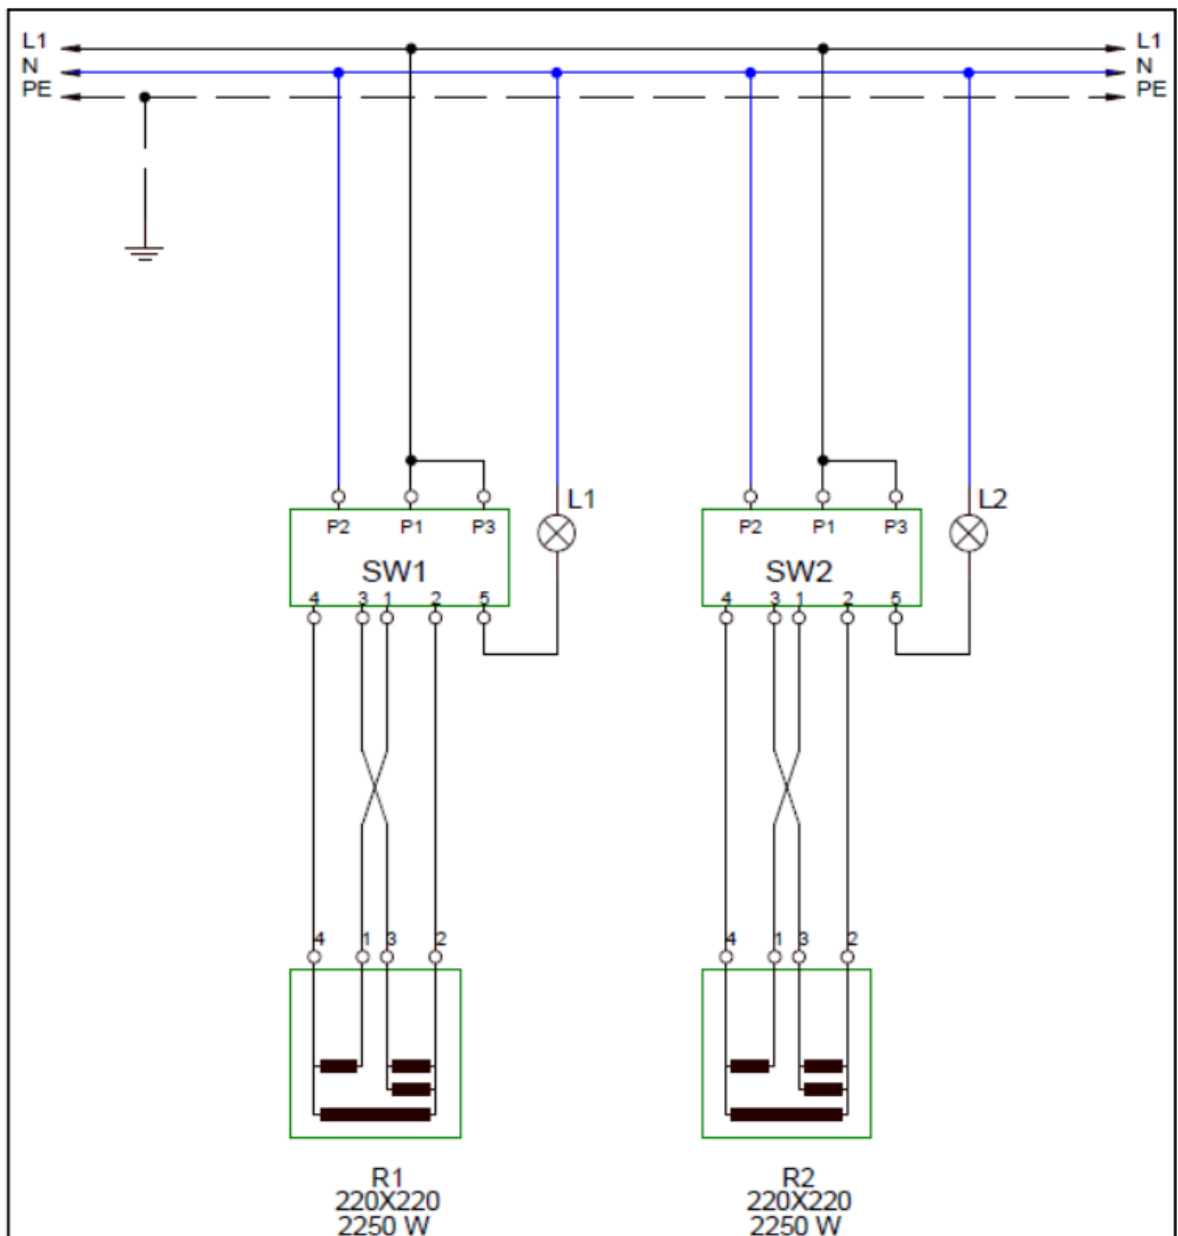 L1 L1
N N
PE PE
L1 L2
P2 P1 P3 P2 P1 P3
SW1 SW2
4 3 1 2 5 4 3 1 2 5
4 1 3 2 4 1 3 2
R1 R2
220X220 220X220
2250 W 2250 W